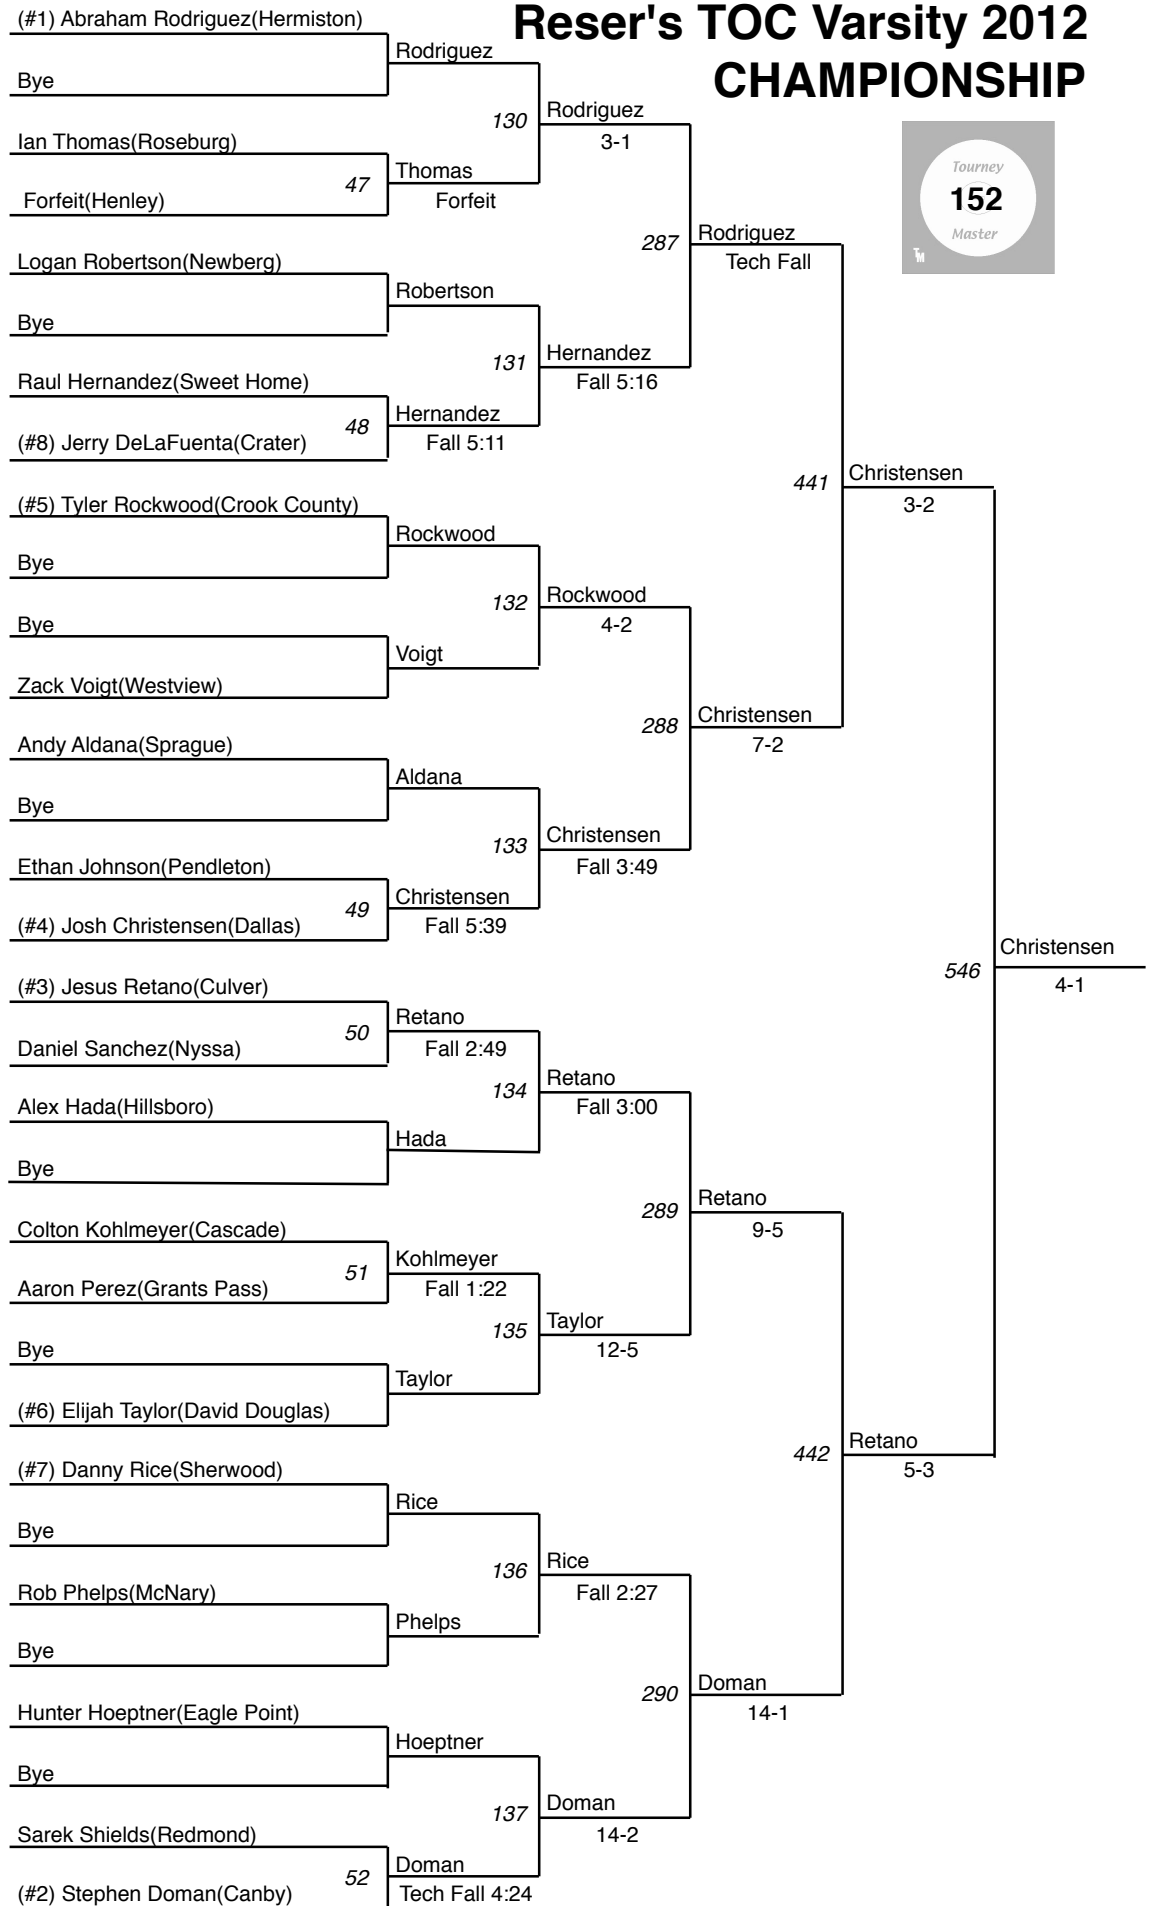 Reser's TOC Varsity 2012
CHAMPIONSHIP
Tourney
152
Master
TM
(#1) Abraham Rodriguez(Hermiston)
Bye
Ian Thomas(Roseburg)
Forfeit(Henley)
47
Logan Robertson(Newberg)
Bye
Raul Hernandez(Sweet Home)
(#8) Jerry DeLaFuenta(Crater)
48
(#5) Tyler Rockwood(Crook County)
Bye
Bye
Zack Voigt(Westview)
Andy Aldana(Sprague)
Bye
Ethan Johnson(Pendleton)
(#4) Josh Christensen(Dallas)
49
(#3) Jesus Retano(Culver)
Daniel Sanchez(Nyssa)
50
Alex Hada(Hillsboro)
Bye
Colton Kohlmeyer(Cascade)
Aaron Perez(Grants Pass)
51
Bye
(#6) Elijah Taylor(David Douglas)
(#7) Danny Rice(Sherwood)
Bye
Rob Phelps(McNary)
Bye
Hunter Hoeptner(Eagle Point)
Bye
Sarek Shields(Redmond)
(#2) Stephen Doman(Canby)
52
Rodriguez
130
Thomas
Forfeit
Robertson
131
Hernandez
Fall 5:11
Rockwood
132
Voigt
Aldana
133
Christensen
Fall 5:39
Retano
Fall 2:49
134
Hada
Kohlmeyer
Fall 1:22
135
Taylor
Rice
136
Phelps
Hoeptner
137
Doman
Tech Fall 4:24
Rodriguez
3-1
287
Hernandez
Fall 5:16
Rockwood
4-2
288
Christensen
Fall 3:49
Retano
Fall 3:00
289
Taylor
12-5
Rice
Fall 2:27
290
Doman
14-2
Rodriguez
Tech Fall
441
Christensen
7-2
Retano
9-5
442
Doman
14-1
Christensen
3-2
546
Retano
5-3
Christensen
4-1